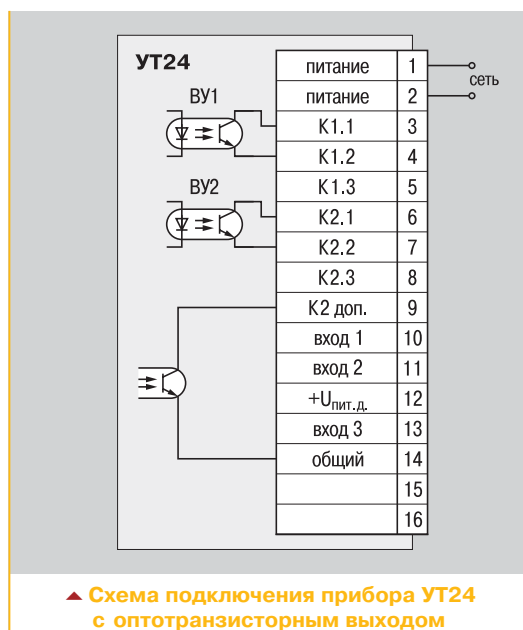 УТ24
ВУ1
ВУ2
питание 1
питание 2
сеть
К1.1 3
К1.2 4
К1.3 5
К2.1 6
К2.2 7
К2.3 8
К2 доп. 9
вход 1 10
вход 2 11
+Uпит.д. 12
вход 3 13
общий 14
15
16
Схема подключения прибора УТ24
с оптотранзисторным выходом